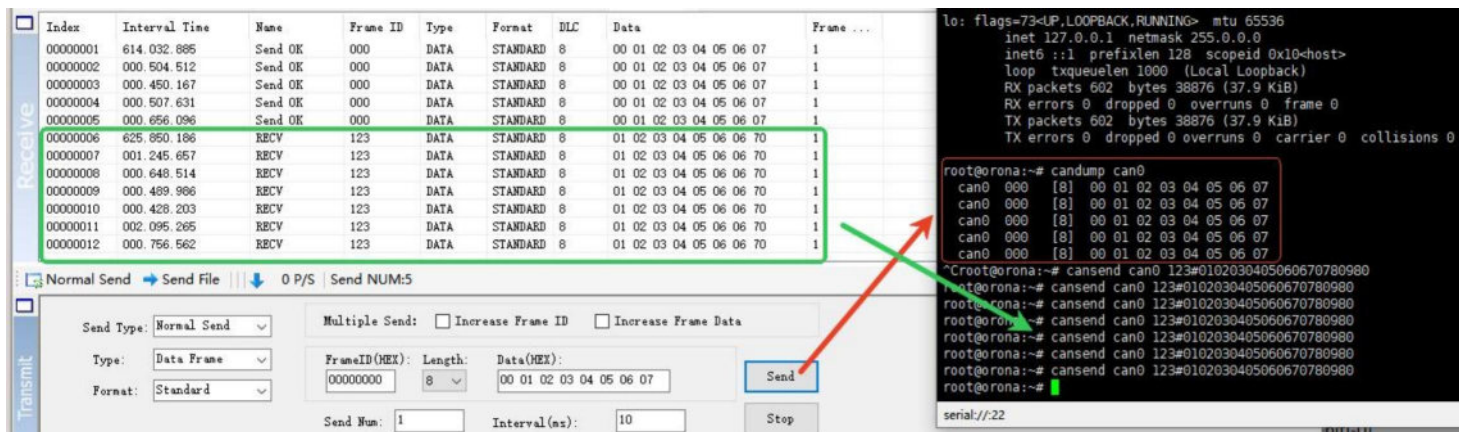 Index Interval Time Name Frame ID Type Format DLC Data Frame ...
00000001 614.032.885 Send OK 000 DATA STANDARD 8 00 01 02 03 04 05 06 07 1
00000002 000.504.512 Send OK 000 DATA STANDARD 8 00 01 02 03 04 05 06 07 1
00000003 000.450.167 Send OK 000 DATA STANDARD 8 00 01 02 03 04 05 06 07 1
00000004 000.507.631 Send OK 000 DATA STANDARD 8 00 01 02 03 04 05 06 07 1
00000005 000.656.096 Send OK 000 DATA STANDARD 8 00 01 02 03 04 05 06 07 1
00000006 625.850.186 RECV 123 DATA STANDARD 8 01 02 03 04 05 06 06 70 1
00000007 001.245.657 RECV 123 DATA STANDARD 8 01 02 03 04 05 06 06 70 1
00000008 000.648.514 RECV 123 DATA STANDARD 8 01 02 03 04 05 06 06 70 1
00000009 000.489.986 RECV 123 DATA STANDARD 8 01 02 03 04 05 06 06 70 1
00000010 000.428.203 RECV 123 DATA STANDARD 8 01 02 03 04 05 06 06 70 1
00000011 002.095.265 RECV 123 DATA STANDARD 8 01 02 03 04 05 06 06 70 1
00000012 000.756.562 RECV 123 DATA STANDARD 8 01 02 03 04 05 06 06 70 1
Receive
Normal Send Send File 0 P/S Send NUM:5
Transmit
Send Type: Normal Send Multiple Send: Increase Frame ID Increase Frame Data
Type: Data Frame FrameID(HEX): Length: Data(HEX):
00000000 8 00 01 02 03 04 05 06 07 Send
Format: Standard
Send Num: 1 Interval(ms): 10 Stop
lo: flags=73<UP,LOOPBACK,RUNNING> mtu 65536
inet 127.0.0.1 netmask 255.0.0.0
inet6 ::1 prefixlen 128 scopeid 0x10<host>
loop txqueuelen 1000 (Local Loopback)
RX packets 602 bytes 38876 (37.9 KiB)
RX errors 0 dropped 0 overruns 0 frame 0
TX packets 602 bytes 38876 (37.9 KiB)
TX errors 0 dropped 0 overruns 0 carrier 0 collisions 0
root@orona:~# candump can0
can0 000 [8] 00 01 02 03 04 05 06 07
can0 000 [8] 00 01 02 03 04 05 06 07
can0 000 [8] 00 01 02 03 04 05 06 07
can0 000 [8] 00 01 02 03 04 05 06 07
can0 000 [8] 00 01 02 03 04 05 06 07
^Croot@orona:~# cansend can0 123#0102030405060670780980
root@orona:~# cansend can0 123#0102030405060670780980
root@orona:~# cansend can0 123#0102030405060670780980
root@orona:~# cansend can0 123#0102030405060670780980
root@orona:~# cansend can0 123#0102030405060670780980
root@orona:~# cansend can0 123#0102030405060670780980
root@orona:~# cansend can0 123#0102030405060670780980
root@orona:~#
serial://:22